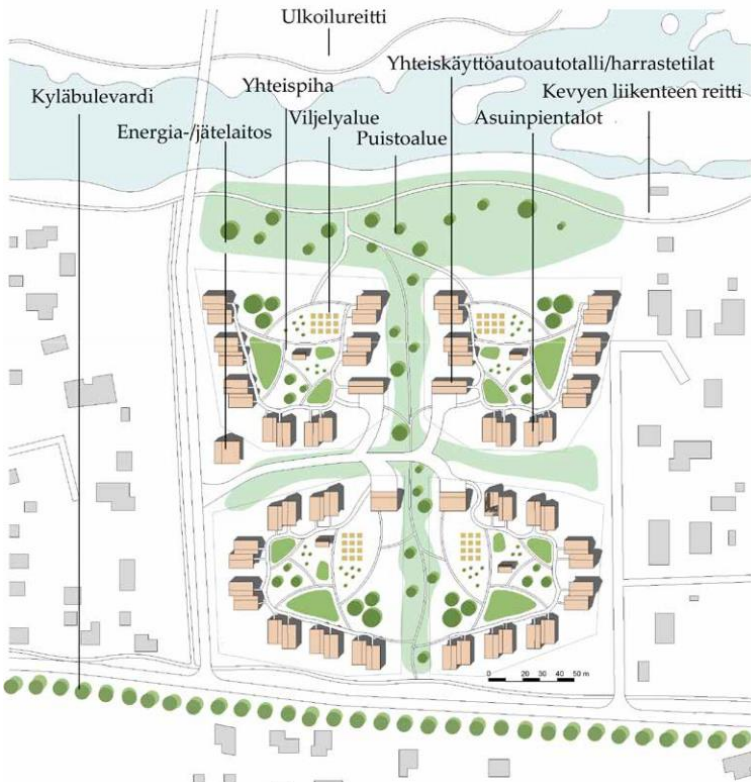 Ulkoilureitti
Yhteiskäyttöautoautotalli/harrastetilat
Yhteispiha
Kevyen liikenteen reitti
Kyläbulevardi
Viljelyalue
Asuinpientalot
Energia-/jätelaitos
Puistoalue
0 10 20 30 40 50 m